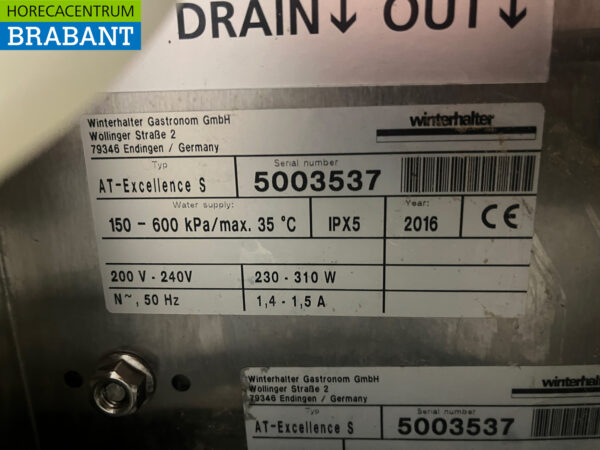 HORECACENTRUM
BRABANT
DRAIN↓ OUT↓
Winterhalter Gastronom GmbH
Wollinger Straße 2
79346 Endingen / Germany
winterhalter
Typ
Serial number
AT-Excellence S
5003537
Water supply:
Year:
150 – 600 kPa/max. 35 °C
IPX5
2016
CE
200 V - 240V
230 - 310 W
N~, 50 Hz
1,4 - 1,5 A
Winterhalter Gastronom GmbH
Wollinger Straße 2
79346 Endingen / Germany
winterhalter
Typ
Serial number
AT-Excellence S
5003537